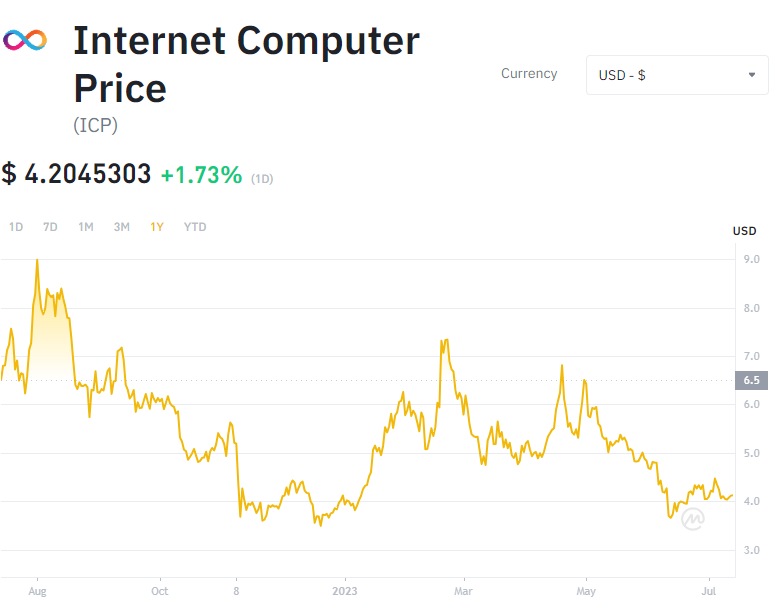 Internet Computer
Price
(ICP)
Currency
USD - $
$ 4.2045303 +1.73% (1D)
1D 7D 1M 3M 1Y YTD
USD
9.0
8.0
7.0
6.5
6.0
5.0
4.0
3.0
Aug Oct 8 2023 Mar May Jul